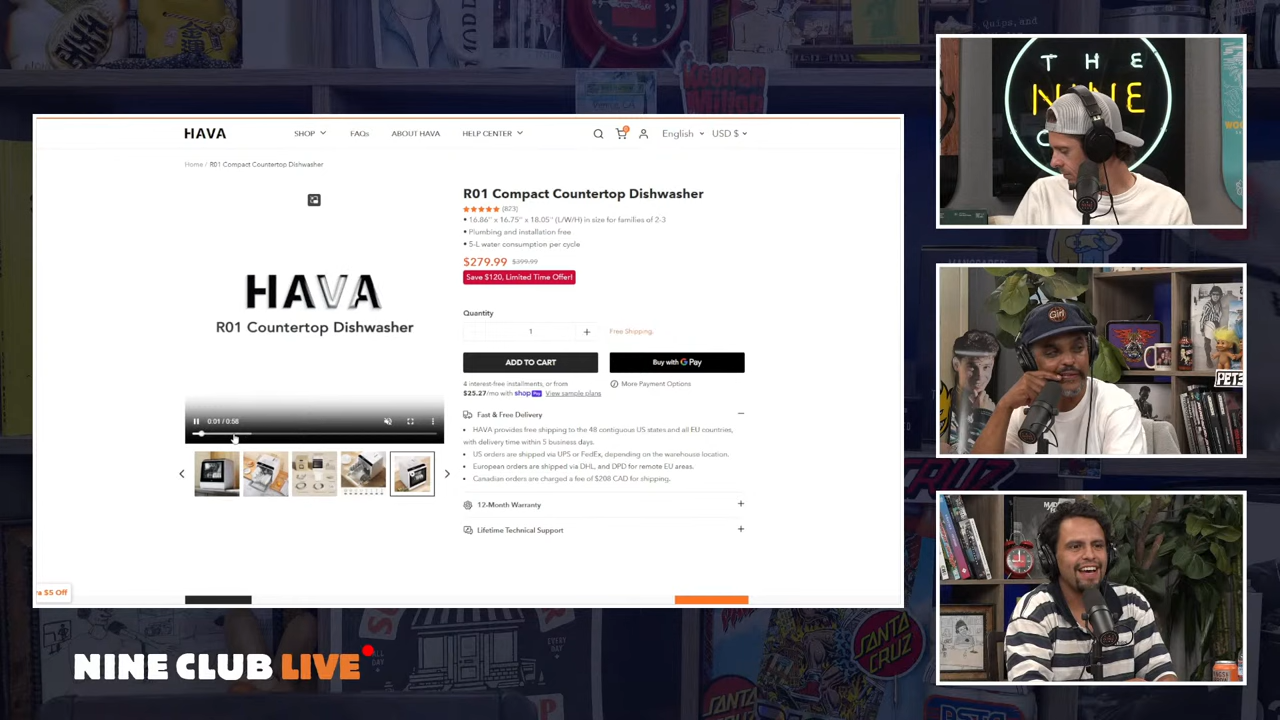 HAVA
SHOP
FAQs
ABOUT HAVA
HELP CENTER
0
English
USD $
Home / R01 Compact Countertop Dishwasher
HAVA
R01 Countertop Dishwasher
0:01 / 0:58
R01 Compact Countertop Dishwasher
(823)
• 16.86'' x 16.75'' x 18.05'' (L/W/H) in size for families of 2-3
• Plumbing and installation free
• 5-L water consumption per cycle
$279.99 $399.99
Save $120, Limited Time Offer!
Quantity
1 +
Free Shipping.
ADD TO CART
Buy with G Pay
4 interest-free installments, or from
$25.27/mo with shop Pay View sample plans
More Payment Options
Fast & Free Delivery
• HAVA provides free shipping to the 48 contiguous US states and all EU countries,
with delivery time within 5 business days.
• US orders are shipped via UPS or FedEx, depending on the warehouse location.
• European orders are shipped via DHL, and DPD for remote EU areas.
• Canadian orders are charged a fee of $208 CAD for shipping.
12-Month Warranty
Lifetime Technical Support
$5 Off
NINE CLUB LIVE
THE
NINE
Girl
PETE
SANTA
CRUZ